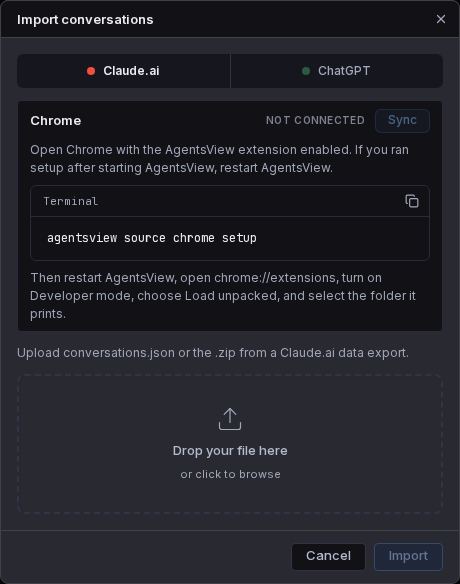 Import conversations
Claude.ai
ChatGPT
Chrome
NOT CONNECTED
Sync
Open Chrome with the AgentsView extension enabled. If you ran
setup after starting AgentsView, restart AgentsView.
Terminal
agentsview source chrome setup
Then restart AgentsView, open chrome://extensions, turn on
Developer mode, choose Load unpacked, and select the folder it
prints.
Upload conversations.json or the .zip from a Claude.ai data export.
Drop your file here
or click to browse
Cancel
Import